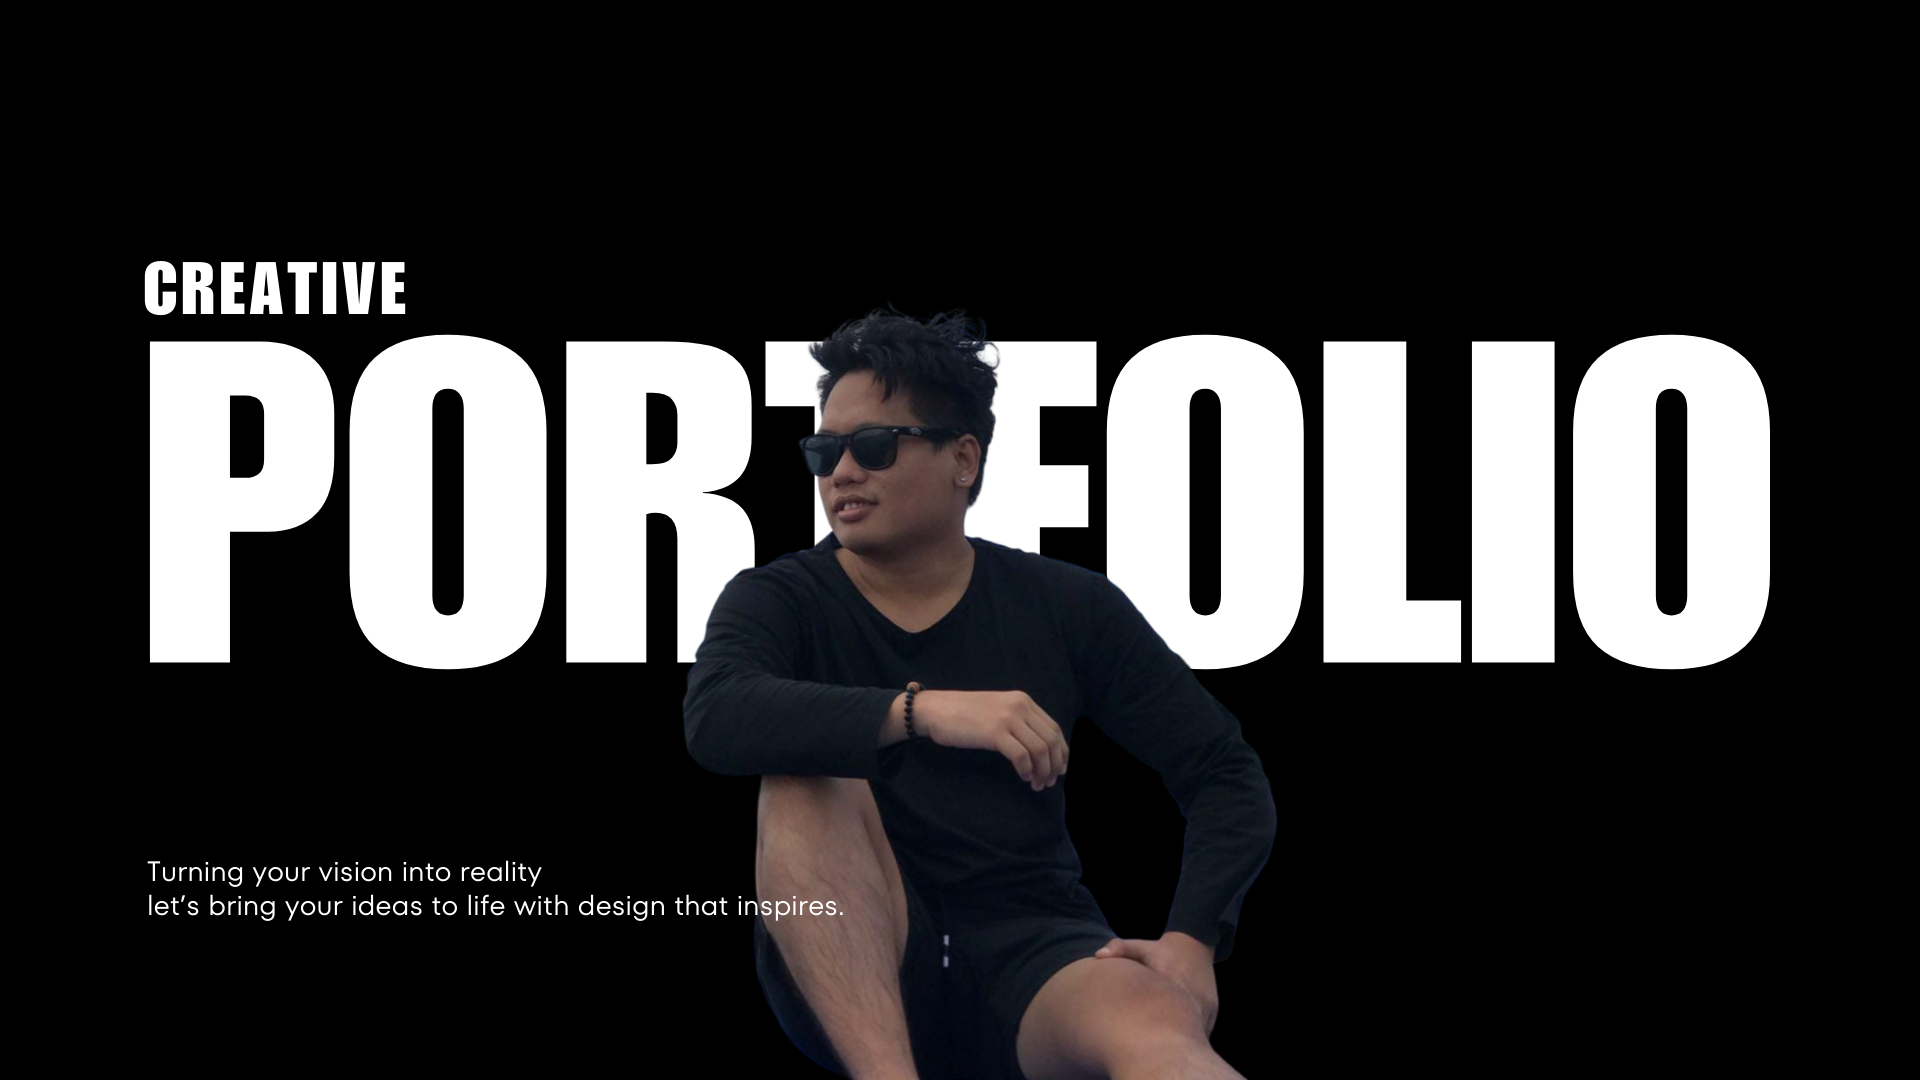 CREATIVE
PORTFOLIO
Turning your vision into reality
let's bring your ideas to life with design that inspires.